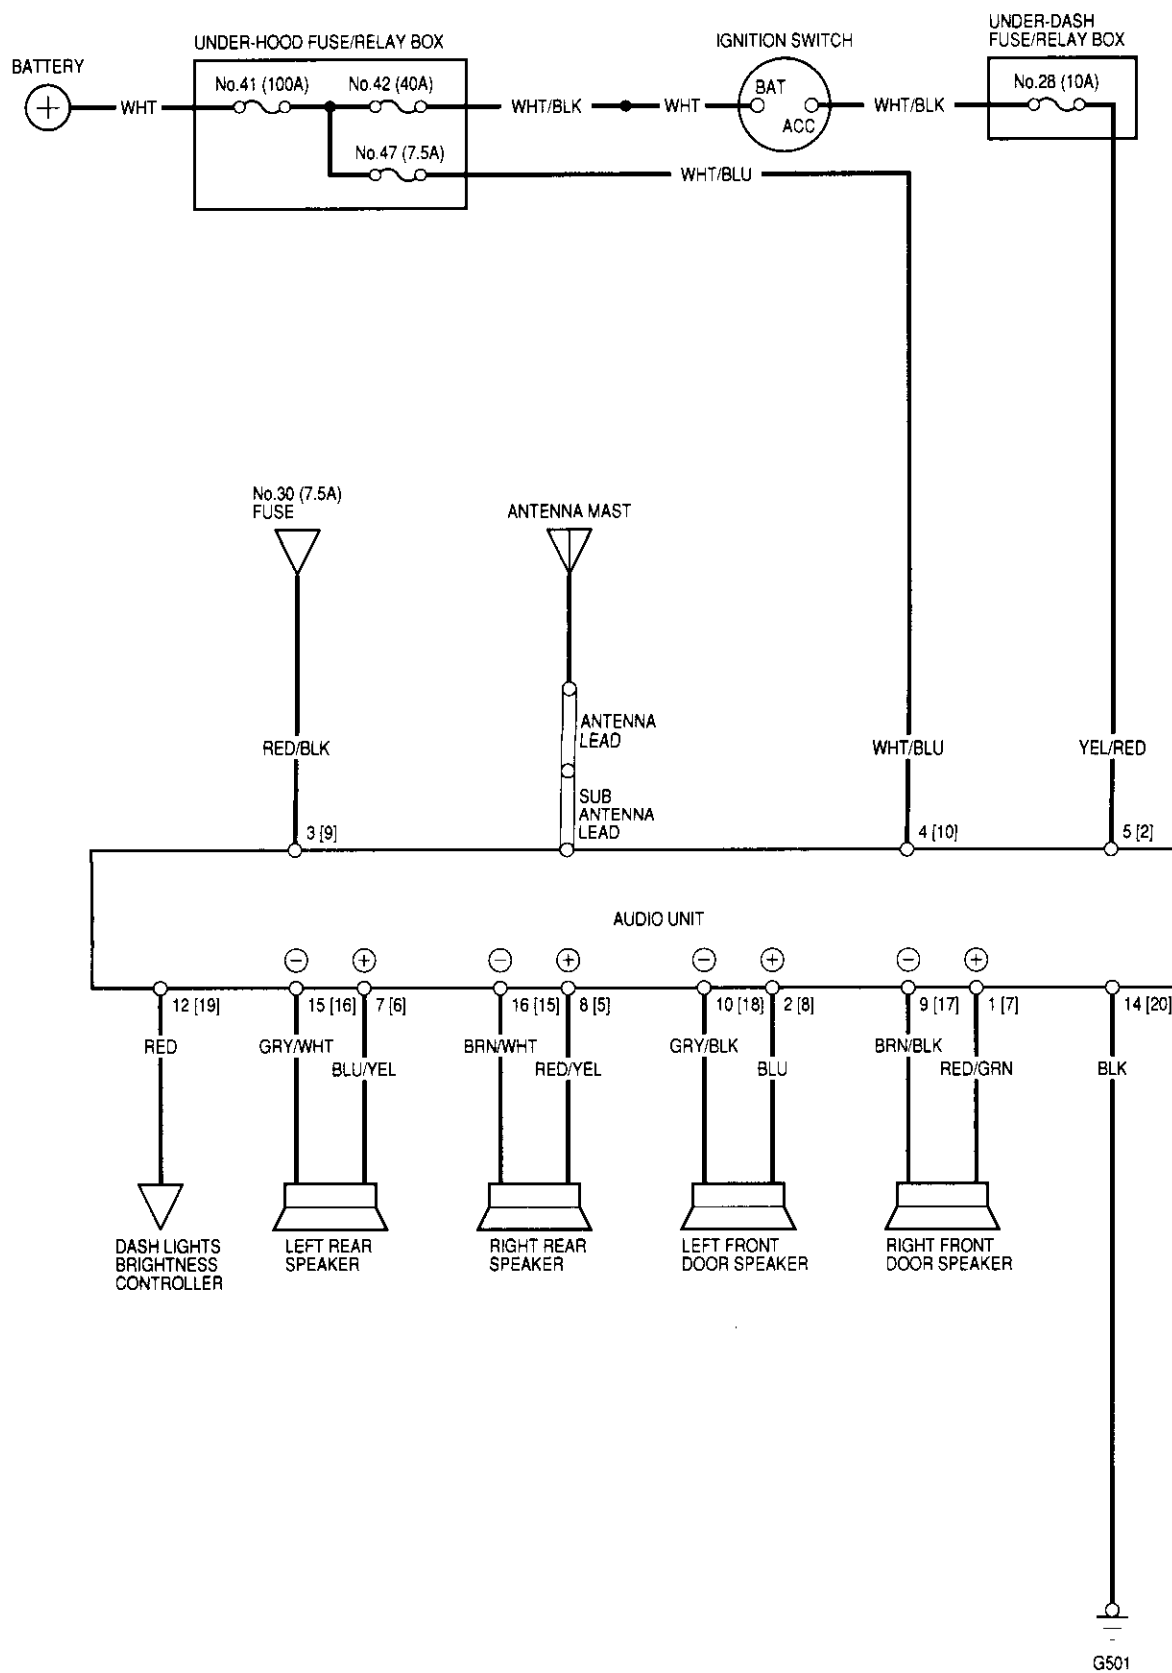 UNDER-DASH
FUSE/RELAY BOX
UNDER-HOOD FUSE/RELAY BOX
IGNITION SWITCH
BATTERY
No.41 (100A)
No.42 (40A)
BAT
No.28 (10A)
+
WHT
WHT/BLK
WHT
ACC
WHT/BLK
No.47 (7.5A)
WHT/BLU
No.30 (7.5A)
FUSE
ANTENNA MAST
ANTENNA
LEAD
RED/BLK
WHT/BLU
YEL/RED
SUB
ANTENNA
LEAD
3 [9]
4 [10]
5 [2]
AUDIO UNIT
− + − + − + − +
12 [19]
15 [16]
7 [6]
16 [15]
8 [5]
10 [18]
2 [8]
9 [17]
1 [7]
14 [20]
RED
GRY/WHT
BRN/WHT
GRY/BLK
BRN/BLK
BLU/YEL
RED/YEL
BLU
RED/GRN
BLK
DASH LIGHTS
BRIGHTNESS
CONTROLLER
LEFT REAR
SPEAKER
RIGHT REAR
SPEAKER
LEFT FRONT
DOOR SPEAKER
RIGHT FRONT
DOOR SPEAKER
G501